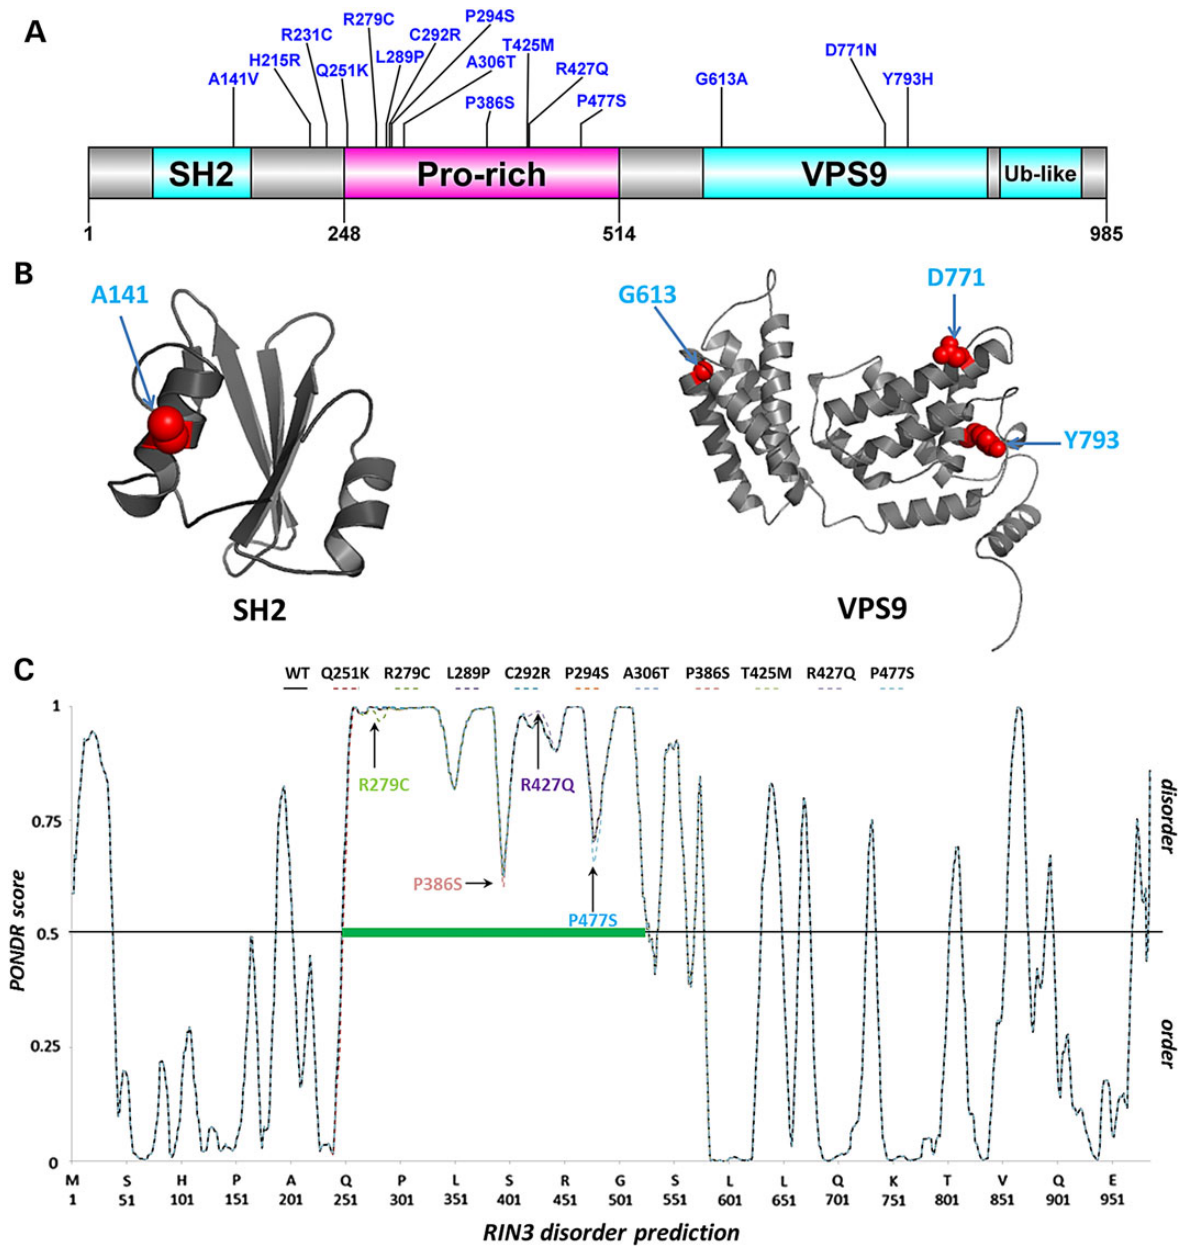 A
P294S
R279C
C292R
R231C
T425M
H215R
L289P
D771N
A306T
Q251K
R427Q
A141V
G613A
Y793H
P386S
P477S
SH2
Pro-rich
VPS9
Ub-like
1
248
514
985
B
A141
G613
D771
Y793
SH2
VPS9
C
WT Q251K R279C L289P C292R P294S A306T P386S T425M R427Q P477S
1
R279C
R427Q
0.75
disorder
P386S
P477S
0.5
PONDR score
0.25
order
0
M S H P A Q P L S R G S L L Q K T V Q E
1 51 101 151 201 251 301 351 401 451 501 551 601 651 701 751 801 851 901 951
RIN3 disorder prediction